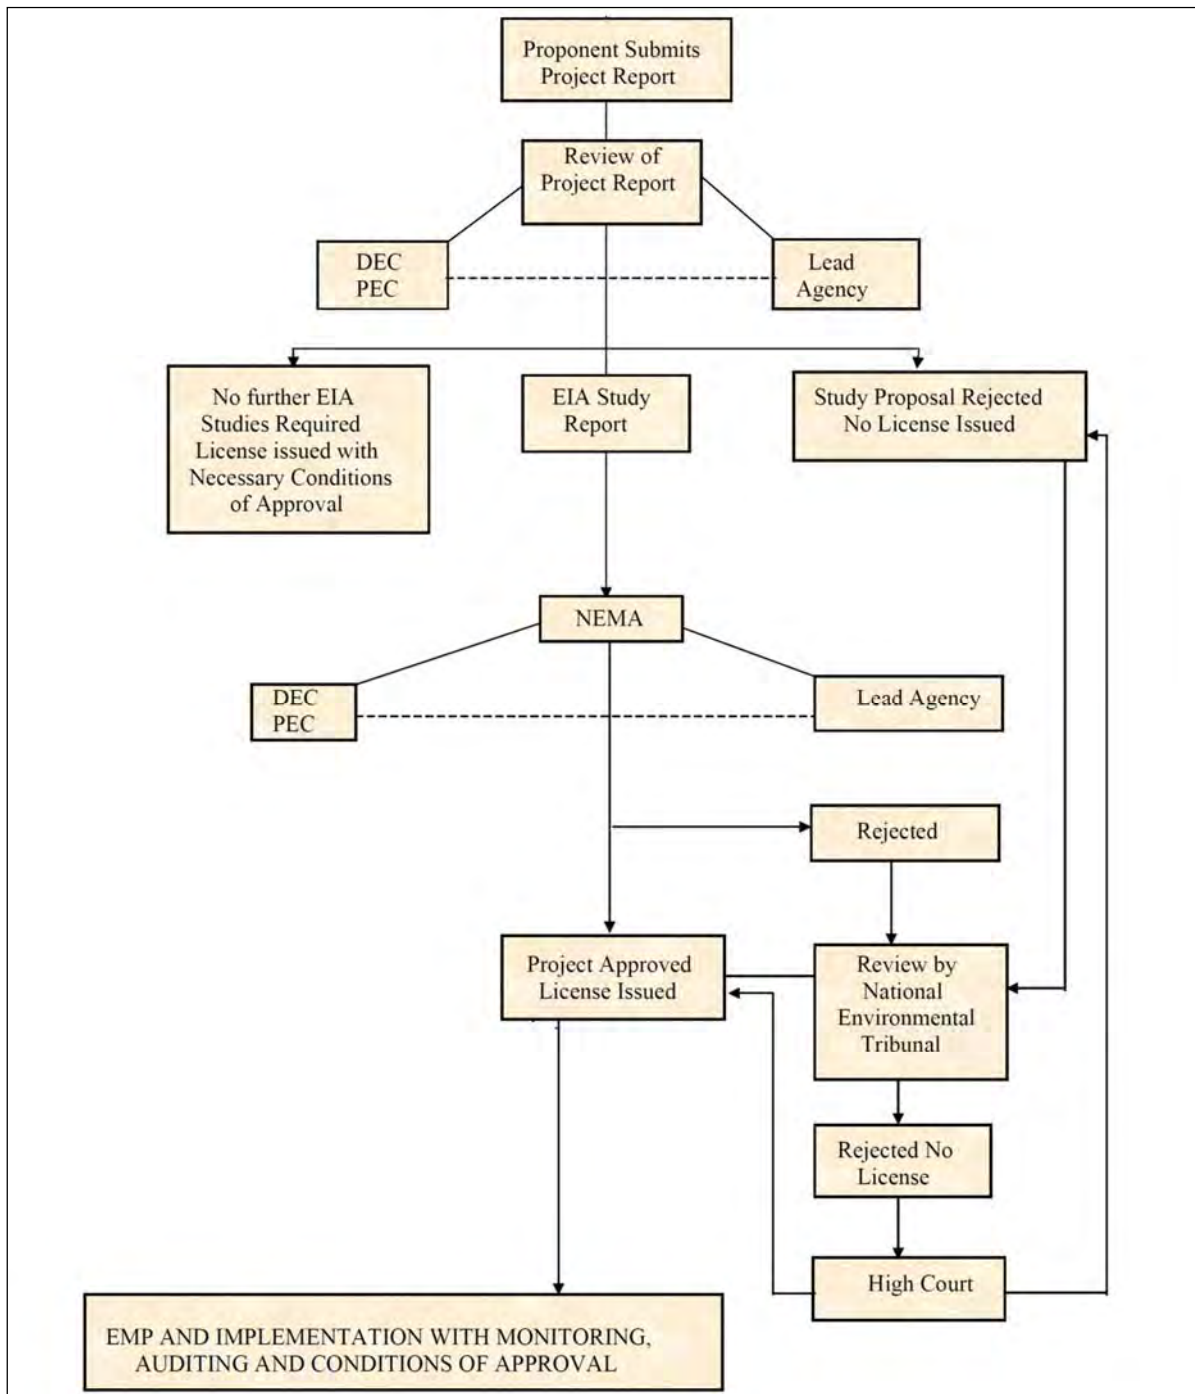 Proponent Submits
Project Report
Review of
Project Report
DEC
PEC
Lead
Agency
No further EIA
Studies Required
License issued with
Necessary Conditions
of Approval
EIA Study
Report
Study Proposal Rejected
No License Issued
NEMA
DEC
PEC
Lead Agency
Rejected
Project Approved
License Issued
Review by
National
Environmental
Tribunal
Rejected No
License
High Court
EMP AND IMPLEMENTATION WITH MONITORING,
AUDITING AND CONDITIONS OF APPROVAL